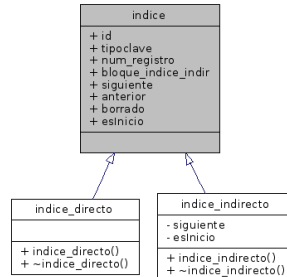 indice
+ id
+ tipoclave
+ num_registro
+ bloque_indice_indir
+ siguiente
+ anterior
+ borrado
+ esInicio
indice_directo
+ indice_directo()
+ ~indice_directo()
indice_indirecto
- siguiente
- esInicio
+ indice_indirecto()
+ ~indice_indirecto()